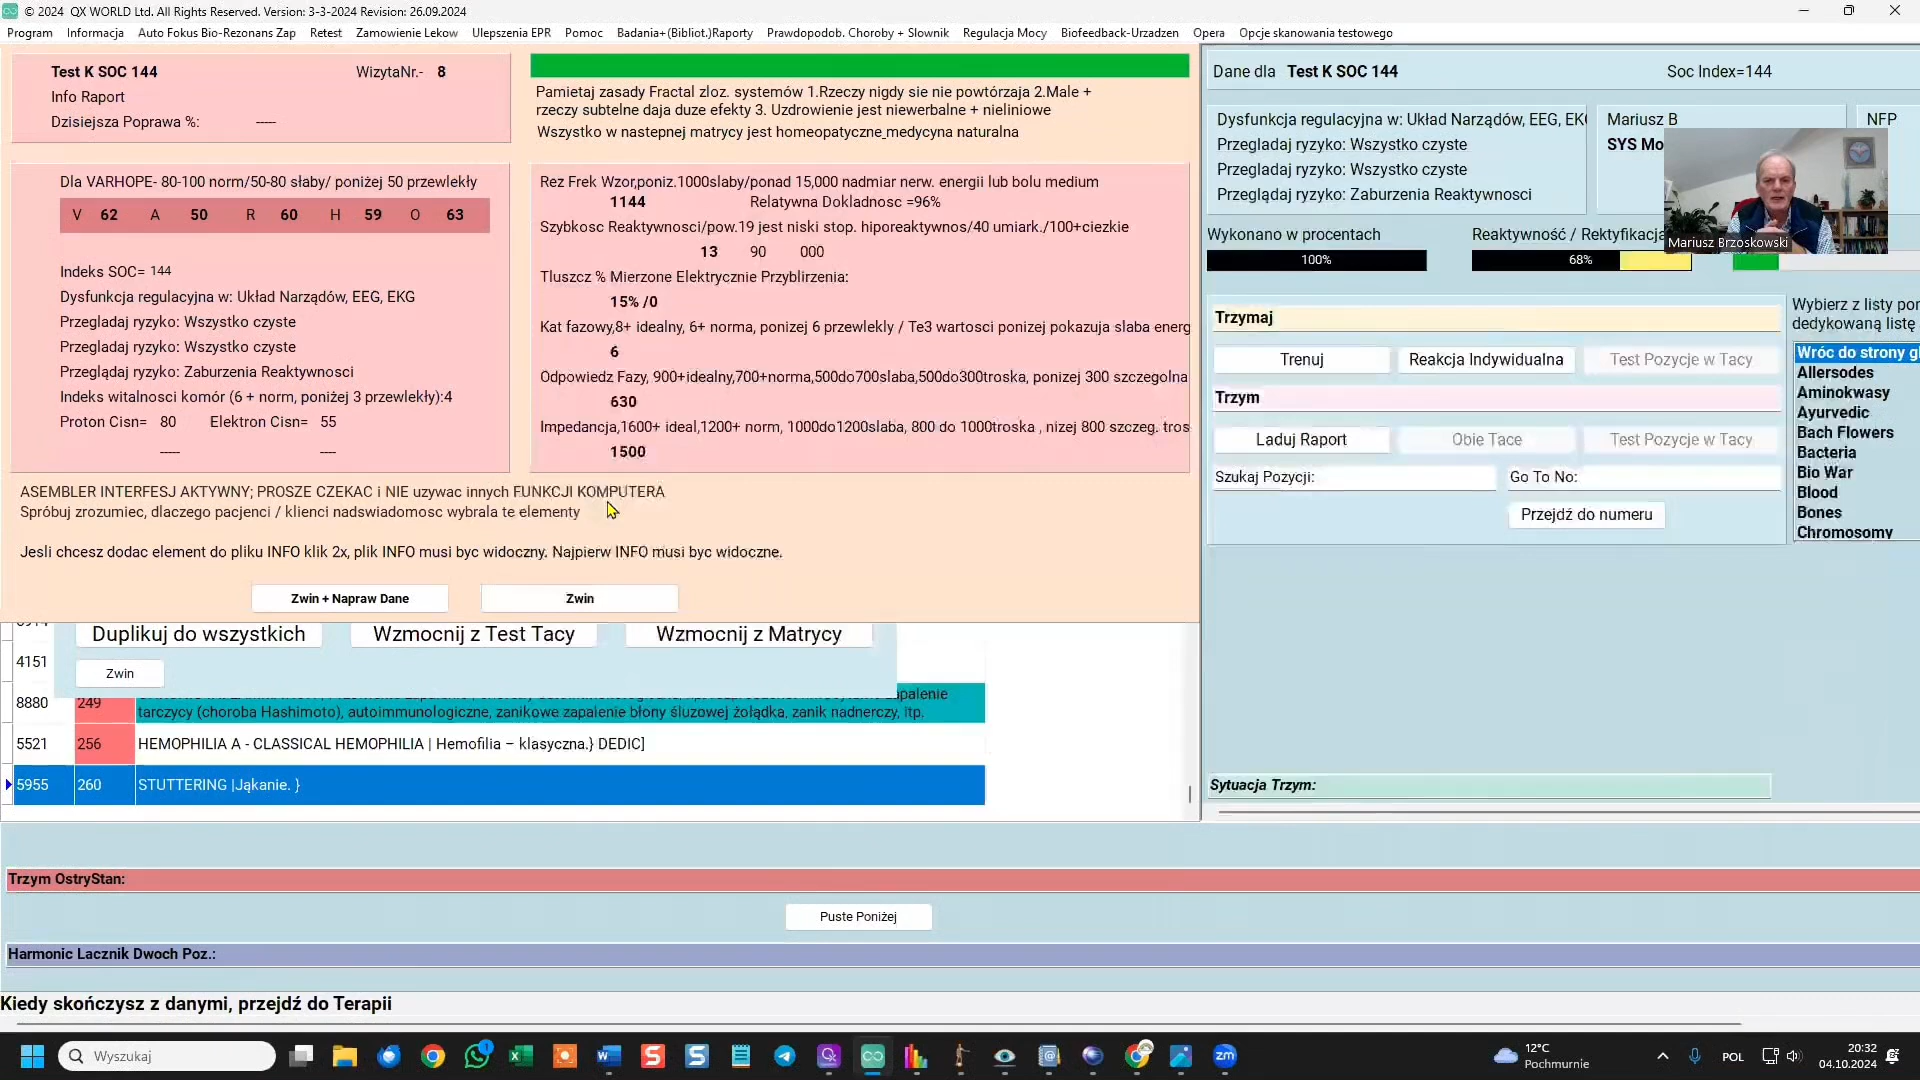 © 2024 QX WORLD Ltd. All Rights Reserved. Version: 3-3-2024 Revision: 26.09.2024
Program Informacja Auto Fokus Bio-Rezonans Zap Retest Zamowienie Lekow Ulepszenia EPR Pomoc Badania+(Bibliot.)Raporty Prawdopodob. Choroby + Slownik Regulacja Mocy Biofeedback-Urzadzen Opera Opcje skanowania testowego
Test K SOC 144 WizytaNr.- 8
Info Raport
Dzisiejsza Poprawa %: -----
Pamietaj zasady Fractal zloz. systemów 1.Rzeczy nigdy sie nie powtórzaja 2.Male +
rzeczy subtelne daja duze efekty 3. Uzdrowienie jest niewerbalne + nieliniowe
Wszystko w nastepnej matrycy jest homeopatyczne_medycyna naturalna
Dla VARHOPE- 80-100 norm/50-80 słaby/ poniżej 50 przewlekły
V 62 A 50 R 60 H 59 O 63
Indeks SOC= 144
Dysfunkcja regulacyjna w: Układ Narządów, EEG, EKG
Przegladaj ryzyko: Wszystko czyste
Przegladaj ryzyko: Wszystko czyste
Przeglądaj ryzyko: Zaburzenia Reaktywnosci
Indeks witalnosci komór (6 + norm, poniżej 3 przewlekły):4
Proton Cisn= 80 Elektron Cisn= 55
----- ----
Rez Frek Wzor,poniz.1000slaby/ponad 15,000 nadmiar nerw. energii lub bolu medium
1144 Relatywna Dokladnosc =96%
Szybkosc Reaktywnosci/pow.19 jest niski stop. hiporeaktywnos/40 umiark./100+ciezkie
13 90 000
Tluszcz % Mierzone Elektrycznie Przyblirzenia:
15% /0
Kat fazowy,8+ idealny, 6+ norma, ponizej 6 przewlekly / Te3 wartosci ponizej pokazuja slaba energ
6
Odpowiedz Fazy, 900+idealny,700+norma,500do700slaba,500do300troska, ponizej 300 szczegolna
630
Impedancja,1600+ ideal,1200+ norm, 1000do1200slaba, 800 do 1000troska , nizej 800 szczeg. tros
1500
ASEMBLER INTERFESJ AKTYWNY; PROSZE CZEKAC i NIE uzywac innych FUNKCJI KOMPUTERA
Spróbuj zrozumiec, dlaczego pacjenci / klienci nadswiadomosc wybrala te elementy
Jesli chcesz dodac element do pliku INFO klik 2x, plik INFO musi byc widoczny. Najpierw INFO musi byc widoczne.
Zwin + Napraw Dane Zwin
Duplikuj do wszystkich Wzmocnij z Test Tacy Wzmocnij z Matrycy
4151
Zwin
8880 249 zapalenie
tarczycy (choroba Hashimoto), autoimmunologiczne, zanikowe zapalenie błony śluzowej żołądka, zanik nadnerczy, itp.
5521 256 HEMOPHILIA A - CLASSICAL HEMOPHILIA | Hemofilia – klasyczna.} DEDIC]
5955 260 STUTTERING |Jąkanie. }
Dane dla Test K SOC 144 Soc Index=144
Dysfunkcja regulacyjna w: Układ Narządów, EEG, EK
Przegladaj ryzyko: Wszystko czyste
Przegladaj ryzyko: Wszystko czyste
Przeglądaj ryzyko: Zaburzenia Reaktywnosci
Mariusz B
SYS Mo
NFP
Mariusz Brzoskowski
Wykonano w procentach Reaktywność / Rektyfikacja
100% 68%
Trzymaj
Trenuj Reakcja Indywidualna Test Pozycje w Tacy
Trzym
Laduj Raport Obie Tace Test Pozycje w Tacy
Szukaj Pozycji: Go To No:
Przejdź do numeru
Wybierz z listy
dedykowaną listę
Wróc do strony
Allersodes
Aminokwasy
Ayurvedic
Bach Flowers
Bacteria
Bio War
Blood
Bones
Chromosomy
Sytuacja Trzym:
Trzym OstryStan:
Puste Poniżej
Harmonic Lacznik Dwoch Poz.:
Kiedy skończysz z danymi, przejdź do Terapii
Wyszukaj
12°C
Pochmurnie
POL
20:32
04.10.2024